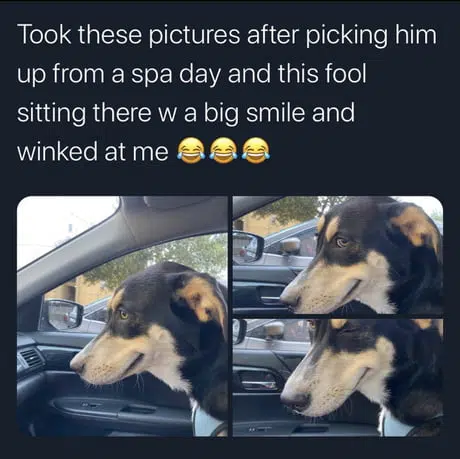 Took these pictures after picking him
up from a spa day and this fool
sitting there w a big smile and
winked at me 😂😂😂